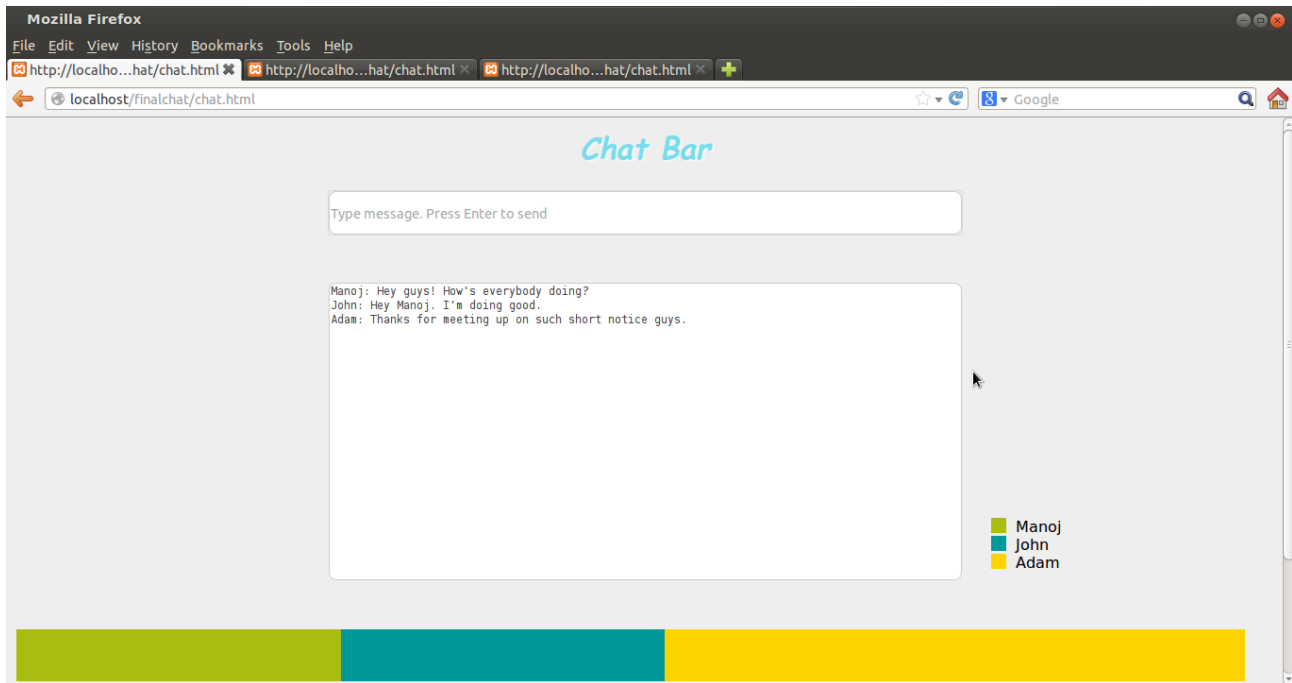 Mozilla Firefox
File Edit View History Bookmarks Tools Help
http://localho...hat/chat.html http://localho...hat/chat.html http://localho...hat/chat.html
localhost/finalchat/chat.html Google
Chat Bar
Type message. Press Enter to send
Manoj: Hey guys! How's everybody doing?
John: Hey Manoj. I'm doing good.
Adam: Thanks for meeting up on such short notice guys.
Manoj
John
Adam